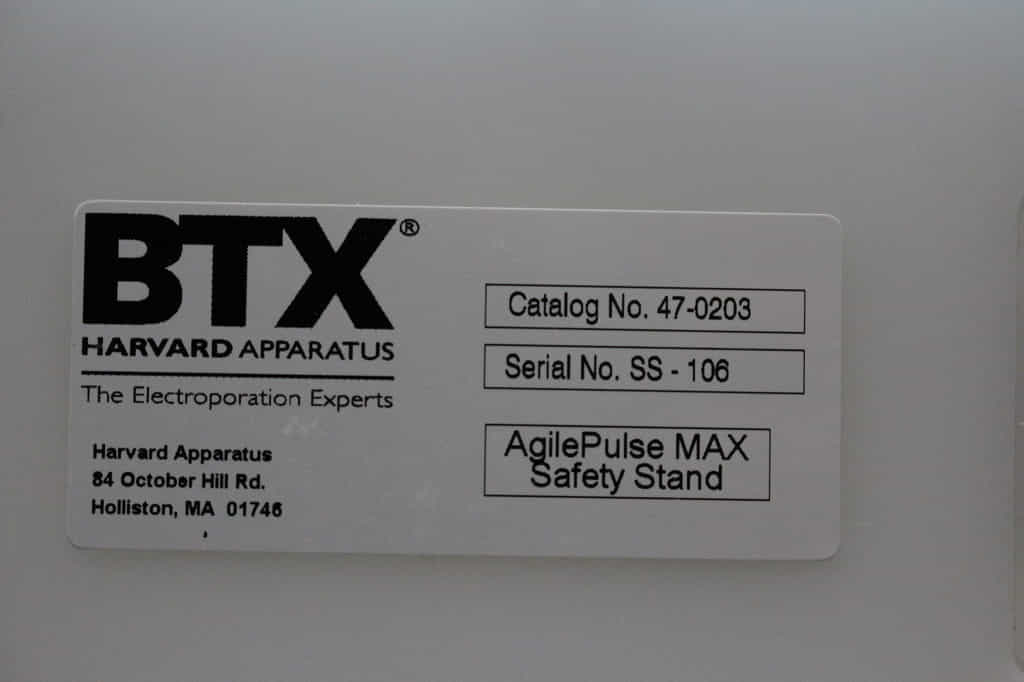 BTX®
HARVARD APPARATUS
The Electroporation Experts
Harvard Apparatus
84 October Hill Rd.
Holliston, MA 01746
Catalog No. 47-0203
Serial No. SS - 106
AgilePulse MAX
Safety Stand